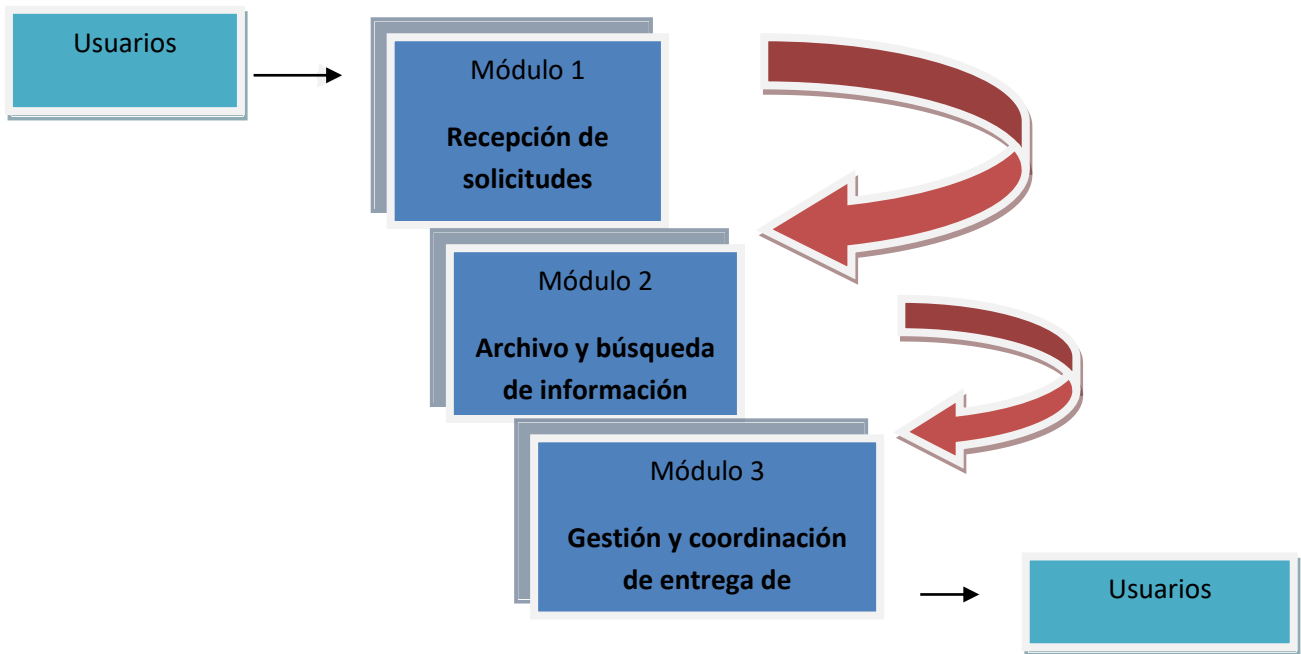 Usuarios
Módulo 1
Recepción de
solicitudes
Módulo 2
Archivo y búsqueda
de información
Módulo 3
Gestión y coordinación
de entrega de
Usuarios